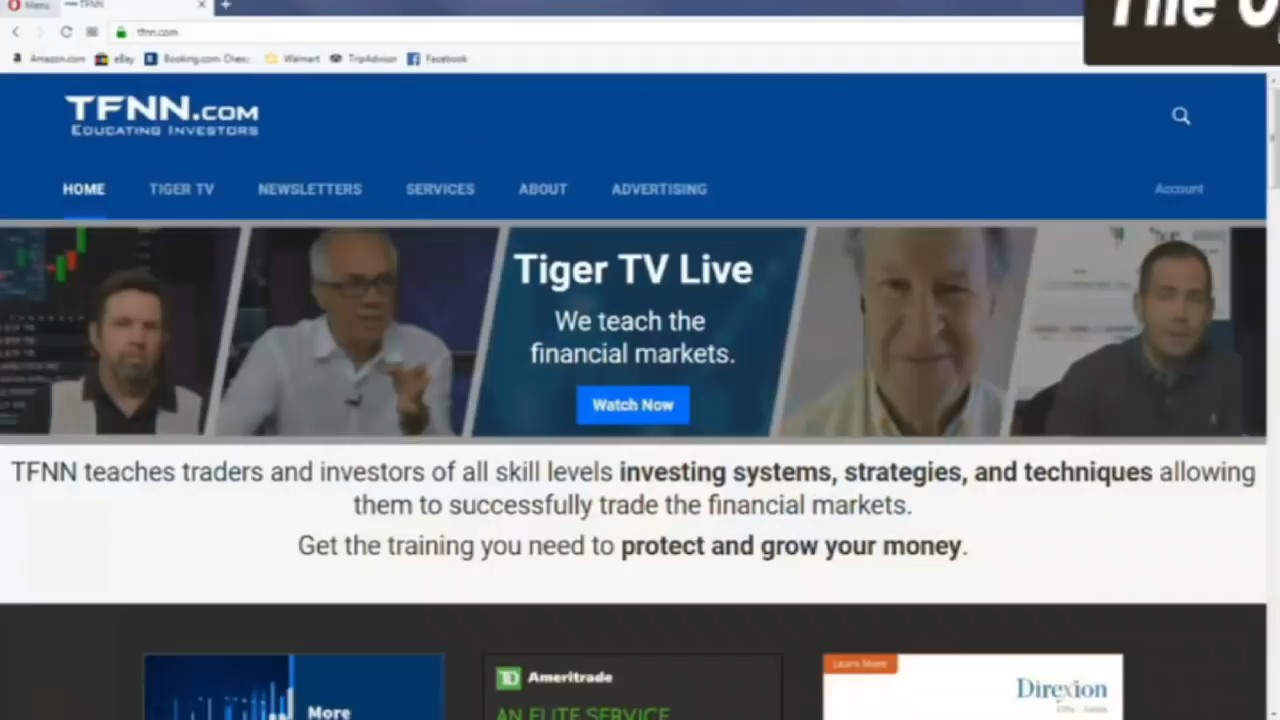 Menu
TFNN
The
tfnn.com
Amazon.com eBay Booking.com Walmart TripAdvisor Facebook
TFNN.COM
EDUCATING INVESTORS
HOME TIGER TV NEWSLETTERS SERVICES ABOUT ADVERTISING Account
Tiger TV Live
We teach the
financial markets.
Watch Now
TFNN teaches traders and investors of all skill levels investing systems, strategies, and techniques allowing
them to successfully trade the financial markets.
Get the training you need to protect and grow your money.
More
TD Ameritrade
AN ELITE SERVICE
Learn More
Direxion